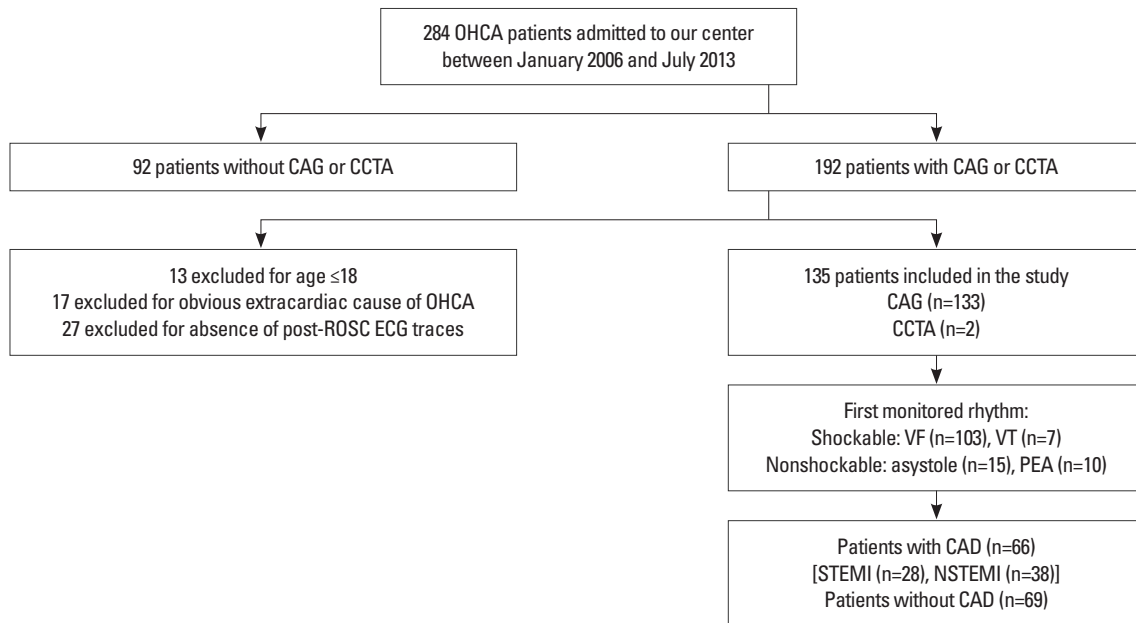 284 OHCA patients admitted to our center
between January 2006 and July 2013
92 patients without CAG or CCTA
192 patients with CAG or CCTA
13 excluded for age ≤18
17 excluded for obvious extracardiac cause of OHCA
27 excluded for absence of post-ROSC ECG traces
135 patients included in the study
CAG (n=133)
CCTA (n=2)
First monitored rhythm:
Shockable: VF (n=103), VT (n=7)
Nonshockable: asystole (n=15), PEA (n=10)
Patients with CAD (n=66)
[STEMI (n=28), NSTEMI (n=38)]
Patients without CAD (n=69)